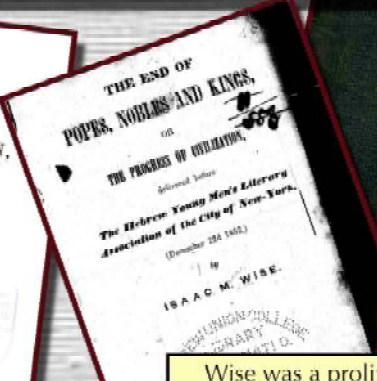 THE END OF
POPES, NOBLES AND KINGS,
OR
THE PROGRESS OF CIVILIZATION,
delivered before
The Hebrew Young Men's Literary
Association of the City of New-York,
by
ISAAC M. WISE.
UNION COLLEGE
LIBRARY
Wise was a proli